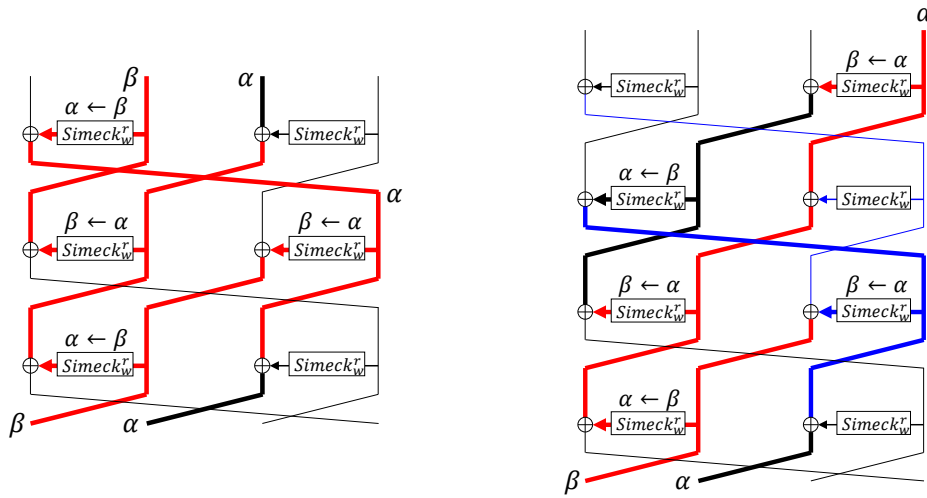 β α
α ← β
Simeck_w^r Simeck_w^r
α
β ← α β ← α
Simeck_w^r Simeck_w^r
α ← β
Simeck_w^r Simeck_w^r
β α
α
β ← α
Simeck_w^r Simeck_w^r
α ← β
Simeck_w^r Simeck_w^r
β ← α β ← α
Simeck_w^r Simeck_w^r
α ← β
Simeck_w^r Simeck_w^r
β α